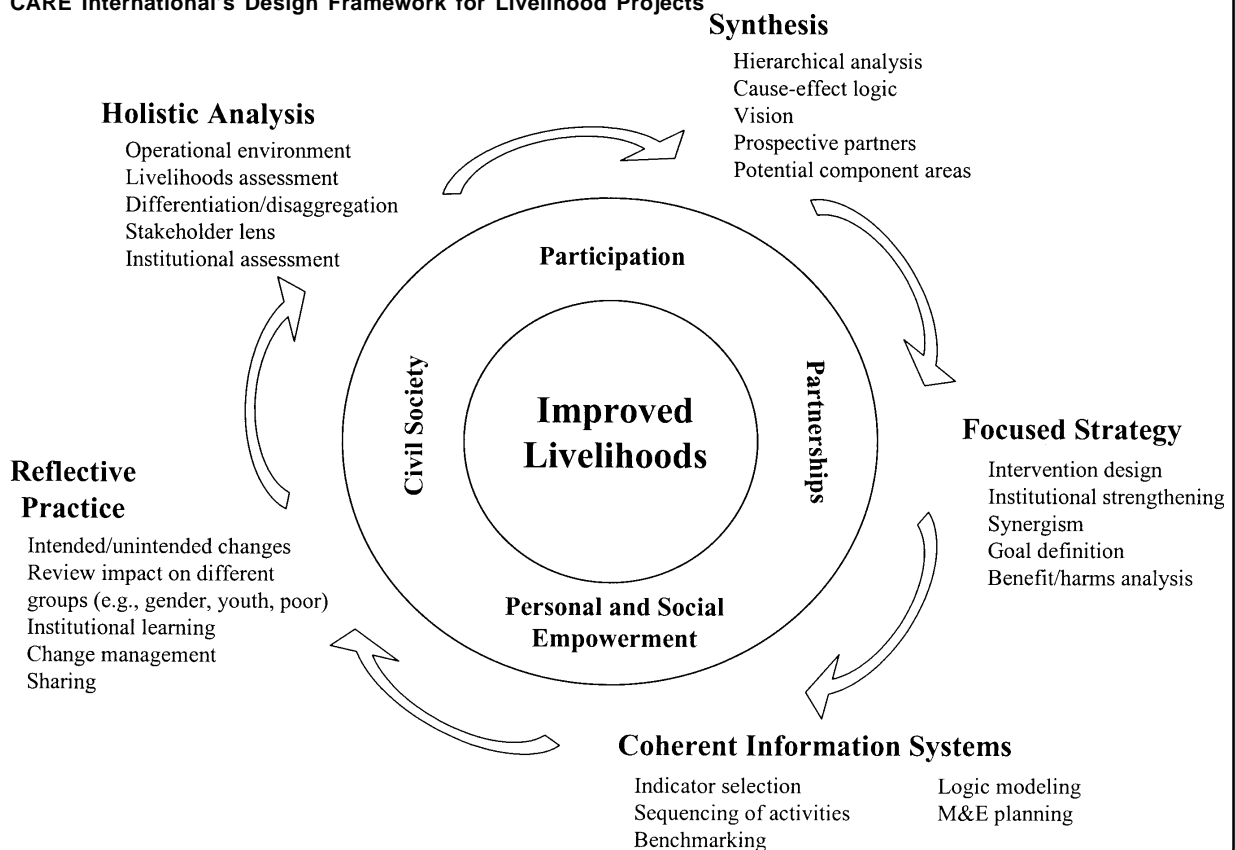 CARE International's Design Framework for Livelihood Projects
Synthesis
Hierarchical analysis
Cause-effect logic
Vision
Prospective partners
Potential component areas
Holistic Analysis
Operational environment
Livelihoods assessment
Differentiation/disaggregation
Stakeholder lens
Institutional assessment
Participation
Civil Society
Partnerships
Improved
Livelihoods
Personal and Social
Empowerment
Focused Strategy
Intervention design
Institutional strengthening
Synergism
Goal definition
Benefit/harms analysis
Reflective
Practice
Intended/unintended changes
Review impact on different
groups (e.g., gender, youth, poor)
Institutional learning
Change management
Sharing
Coherent Information Systems
Indicator selection
Sequencing of activities
Benchmarking
Logic modeling
M&E planning